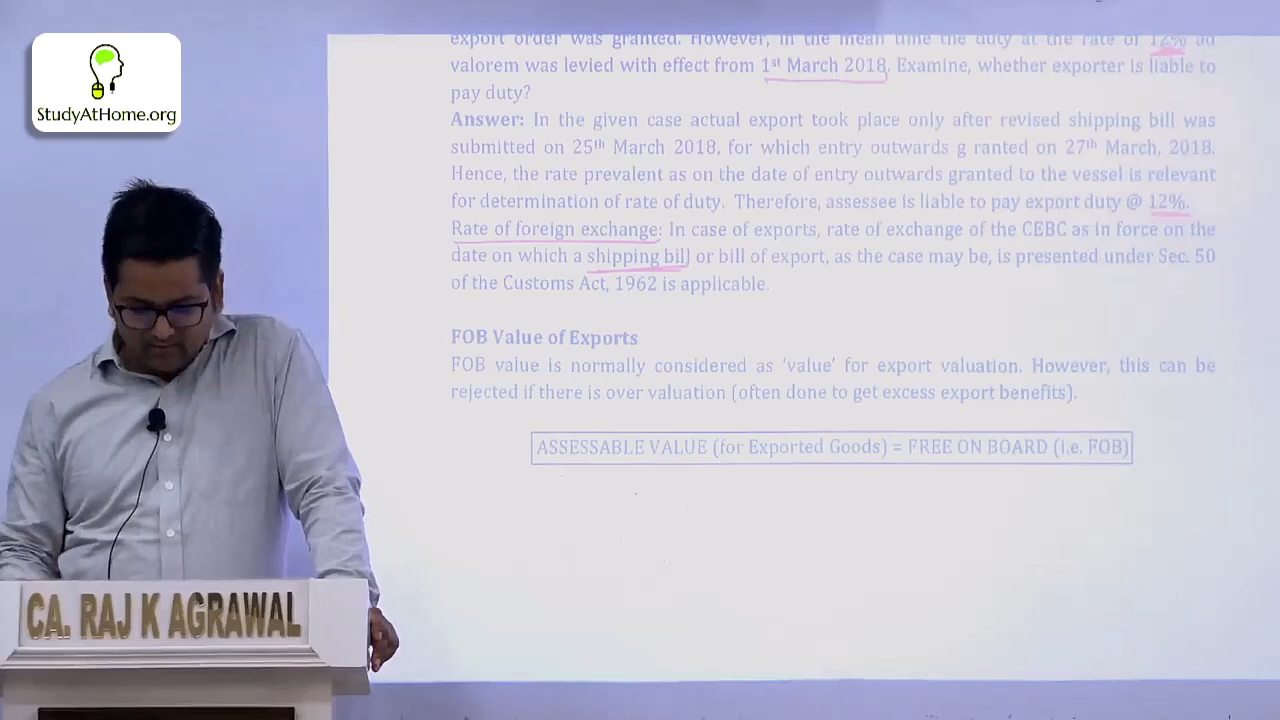 StudyAtHome.org
export order was granted. However, in the mean time the duty at the rate of 12% ad
valorem was levied with effect from 1st March 2018. Examine, whether exporter is liable to
pay duty?
Answer: In the given case actual export took place only after revised shipping bill was
submitted on 25th March 2018, for which entry outwards g ranted on 27th March, 2018.
Hence, the rate prevalent as on the date of entry outwards granted to the vessel is relevant
for determination of rate of duty. Therefore, assessee is liable to pay export duty @ 12%.
Rate of foreign exchange: In case of exports, rate of exchange of the CEBC as in force on the
date on which a shipping bill or bill of export, as the case may be, is presented under Sec. 50
of the Customs Act, 1962 is applicable.
FOB Value of Exports
FOB value is normally considered as 'value' for export valuation. However, this can be
rejected if there is over valuation (often done to get excess export benefits).
ASSESSABLE VALUE (for Exported Goods) = FREE ON BOARD (i.e. FOB)
CA. RAJ K AGRAWAL